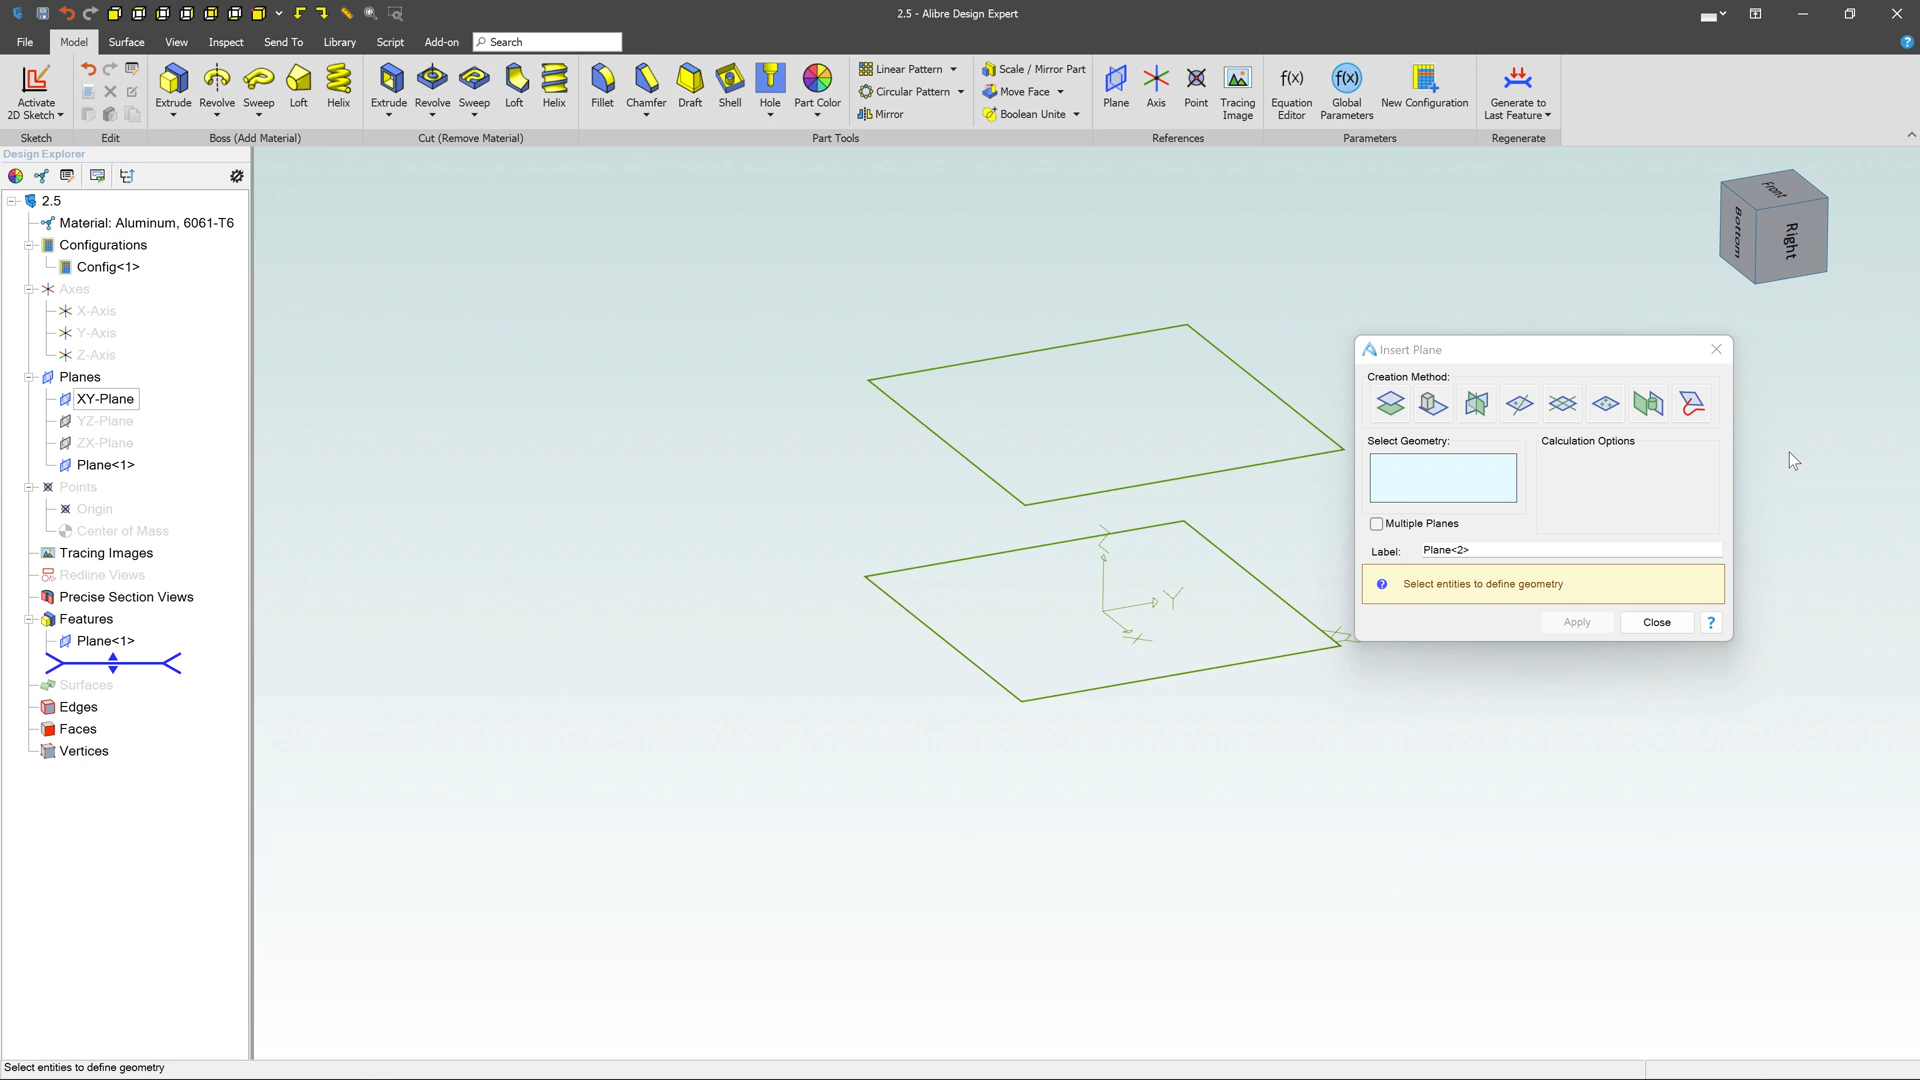 2.5 - Alibre Design Expert
File Model Surface View Inspect Send To Library Script Add-on Search
Activate 2D Sketch
Sketch
Edit
Extrude Revolve Sweep Loft Helix
Boss (Add Material)
Extrude Revolve Sweep Loft Helix
Cut (Remove Material)
Fillet Chamfer Draft Shell Hole Part Color
Linear Pattern
Circular Pattern
Mirror
Scale / Mirror Part
Move Face
Boolean Unite
Part Tools
Plane Axis Point Tracing Image
References
f(x) Equation Editor
f(x) Global Parameters
New Configuration
Parameters
Generate to Last Feature
Regenerate
Design Explorer
2.5
Material: Aluminum, 6061-T6
Configurations
Config<1>
Axes
X-Axis
Y-Axis
Z-Axis
Planes
XY-Plane
YZ-Plane
ZX-Plane
Plane<1>
Points
Origin
Center of Mass
Tracing Images
Redline Views
Precise Section Views
Features
Plane<1>
Surfaces
Edges
Faces
Vertices
Front
Bottom
Right
Z
Y
X
Insert Plane
Creation Method:
Select Geometry:
Calculation Options
Multiple Planes
Label: Plane<2>
Select entities to define geometry
Apply Close ?
Select entities to define geometry